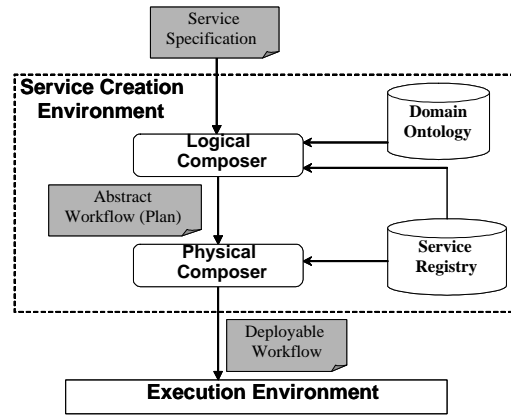 Service
Specification
Service Creation
Environment
Domain
Ontology
Logical
Composer
Abstract
Workflow (Plan)
Physical
Composer
Service
Registry
Deployable
Workflow
Execution Environment